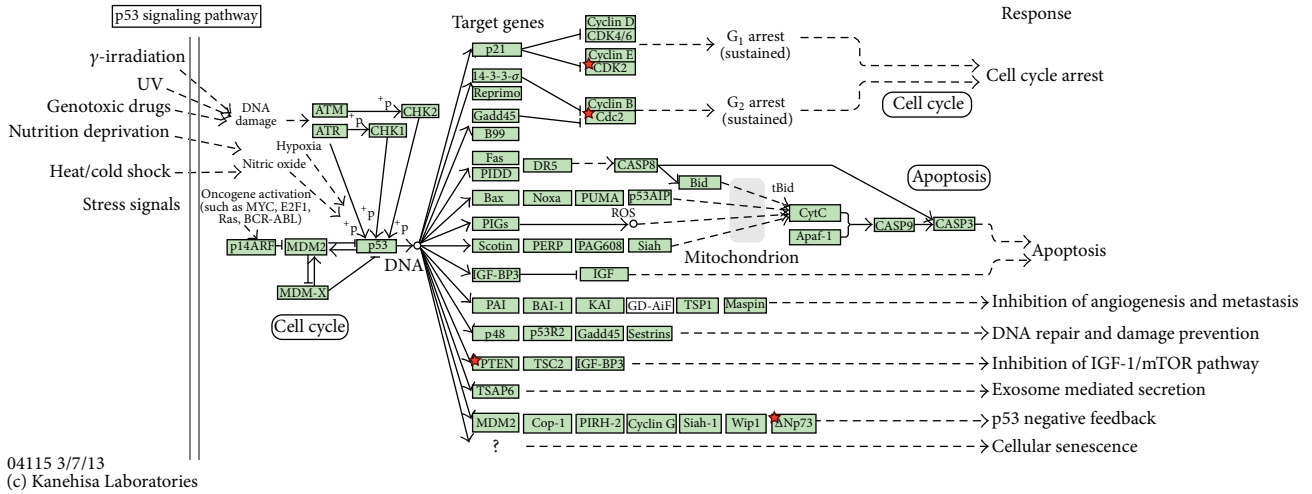 p53 signaling pathway
Target genes
Response
γ-irradiation
UV
Genotoxic drugs
Nutrition deprivation
Heat/cold shock
Stress signals
DNA
damage
ATM
+p
CHK2
ATR
+p
CHK1
Hypoxia
Nitric oxide
Oncogene activation
(such as MYC, E2F1,
Ras, BCR-ABL)
+p
+p
+p
p14ARF
MDM2
p53
DNA
MDM-X
Cell cycle
p21
Cyclin D
CDK4/6
Cyclin E
CDK2
G1 arrest
(sustained)
14-3-3-σ
Reprimo
Gadd45
B99
Cyclin B
Cdc2
G2 arrest
(sustained)
Cell cycle arrest
Cell cycle
Fas
PIDD
DR5
CASP8
Bid
tBid
Apoptosis
Bax
Noxa
PUMA
p53AIP
PIGs
ROS
CytC
Apaf-1
CASP9
CASP3
Scotin
PERP
PAG608
Siah
Mitochondrion
Apoptosis
IGF-BP3
IGF
PAI
BAI-1
KAI
GD-AiF
TSP1
Maspin
Inhibition of angiogenesis and metastasis
p48
p53R2
Gadd45
Sestrins
DNA repair and damage prevention
PTEN
TSC2
IGF-BP3
Inhibition of IGF-1/mTOR pathway
TSAP6
Exosome mediated secretion
MDM2
Cop-1
PIRH-2
Cyclin G
Siah-1
Wip1
ΔNp73
p53 negative feedback
?
Cellular senescence
04115 3/7/13
(c) Kanehisa Laboratories